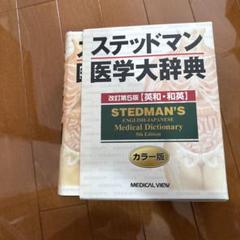 ステッドマン
医学大辞典
改訂第5版【英和・和英】
STEDMAN'S
ENGLISH-JAPANESE
Medical Dictionary
5th Edition
カラー版
MEDICAL VIEW